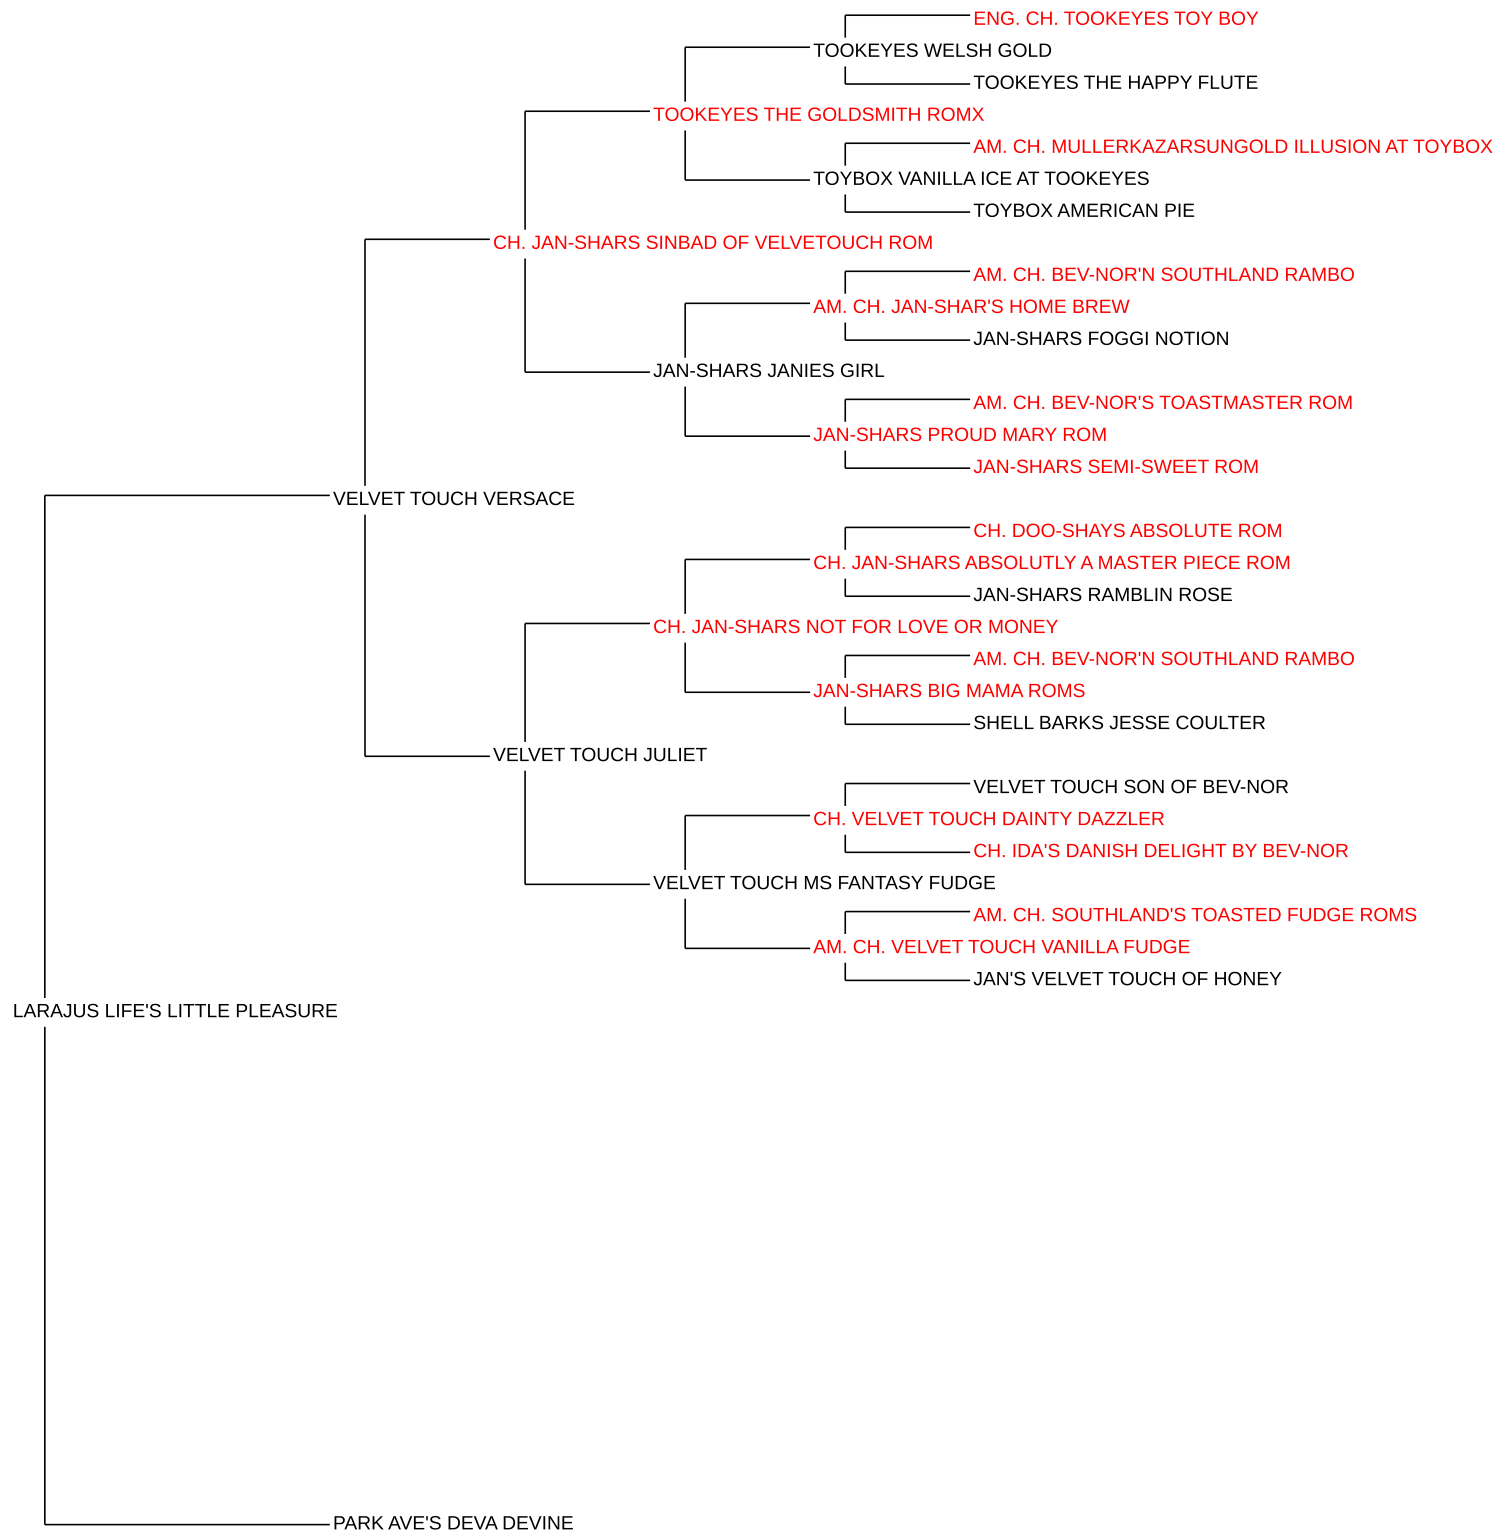 ENG. CH. TOOKEYES TOY BOY
TOOKEYES WELSH GOLD
TOOKEYES THE HAPPY FLUTE
TOOKEYES THE GOLDSMITH ROMX
AM. CH. MULLERKAZARSUNGOLD ILLUSION AT TOYBOX
TOYBOX VANILLA ICE AT TOOKEYES
TOYBOX AMERICAN PIE
CH. JAN-SHARS SINBAD OF VELVETOUCH ROM
AM. CH. BEV-NOR'N SOUTHLAND RAMBO
AM. CH. JAN-SHAR'S HOME BREW
JAN-SHARS FOGGI NOTION
JAN-SHARS JANIES GIRL
AM. CH. BEV-NOR'S TOASTMASTER ROM
JAN-SHARS PROUD MARY ROM
JAN-SHARS SEMI-SWEET ROM
VELVET TOUCH VERSACE
CH. DOO-SHAYS ABSOLUTE ROM
CH. JAN-SHARS ABSOLUTLY A MASTER PIECE ROM
JAN-SHARS RAMBLIN ROSE
CH. JAN-SHARS NOT FOR LOVE OR MONEY
AM. CH. BEV-NOR'N SOUTHLAND RAMBO
JAN-SHARS BIG MAMA ROMS
SHELL BARKS JESSE COULTER
VELVET TOUCH JULIET
VELVET TOUCH SON OF BEV-NOR
CH. VELVET TOUCH DAINTY DAZZLER
CH. IDA'S DANISH DELIGHT BY BEV-NOR
VELVET TOUCH MS FANTASY FUDGE
AM. CH. SOUTHLAND'S TOASTED FUDGE ROMS
AM. CH. VELVET TOUCH VANILLA FUDGE
JAN'S VELVET TOUCH OF HONEY
LARAJUS LIFE'S LITTLE PLEASURE
PARK AVE'S DEVA DEVINE